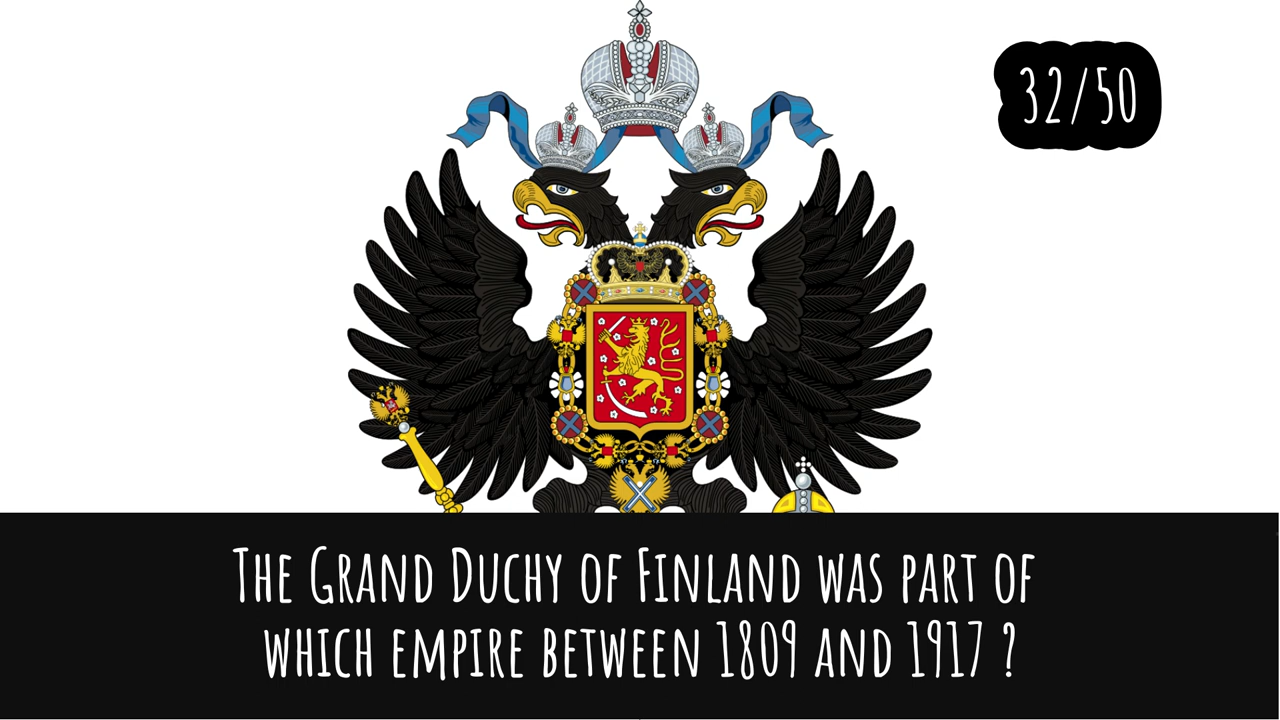 32/50
The Grand Duchy of Finland was part of
which empire between 1809 and 1917 ?